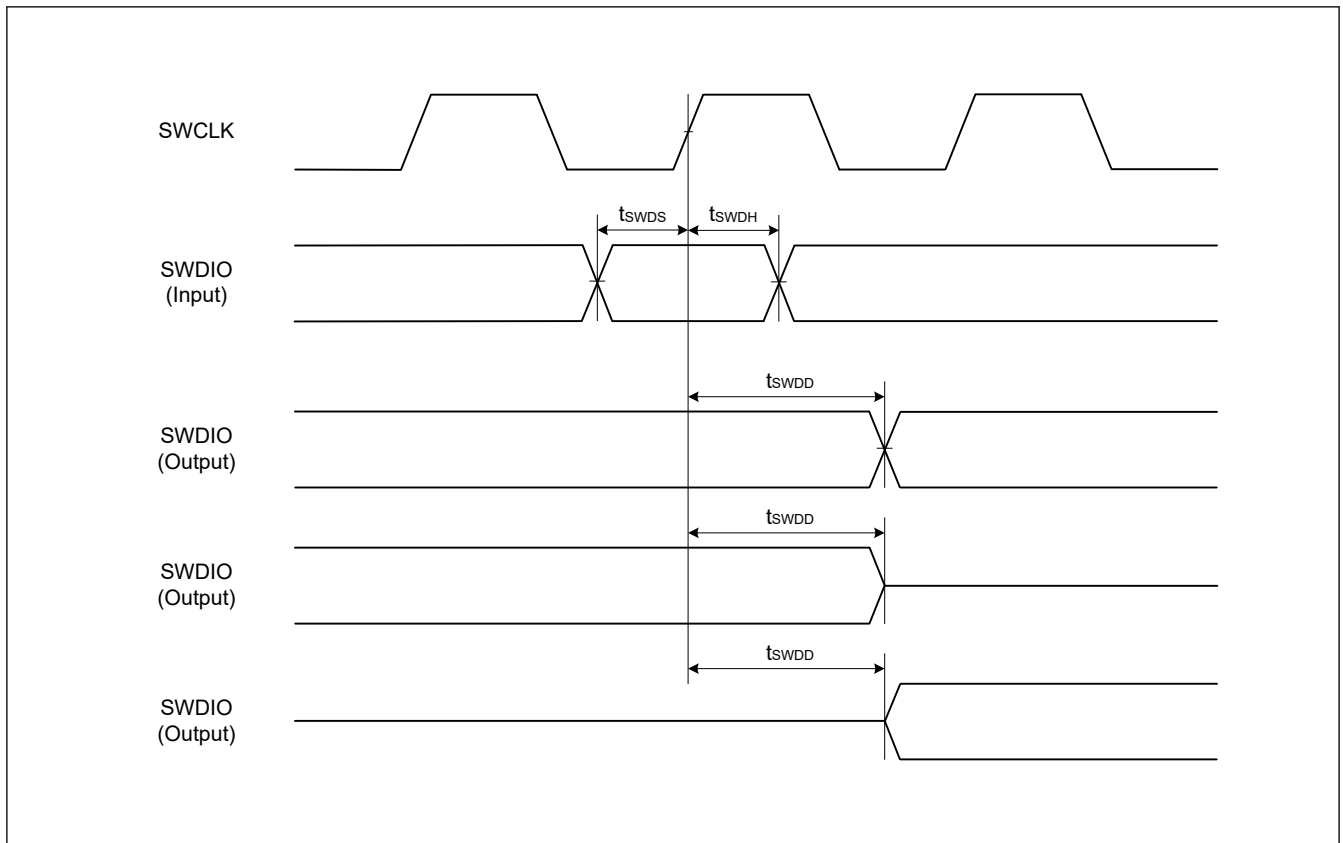 SWCLK
tSWDS
tSWDH
SWDIO
(Input)
tSWDD
SWDIO
(Output)
tSWDD
SWDIO
(Output)
tSWDD
SWDIO
(Output)